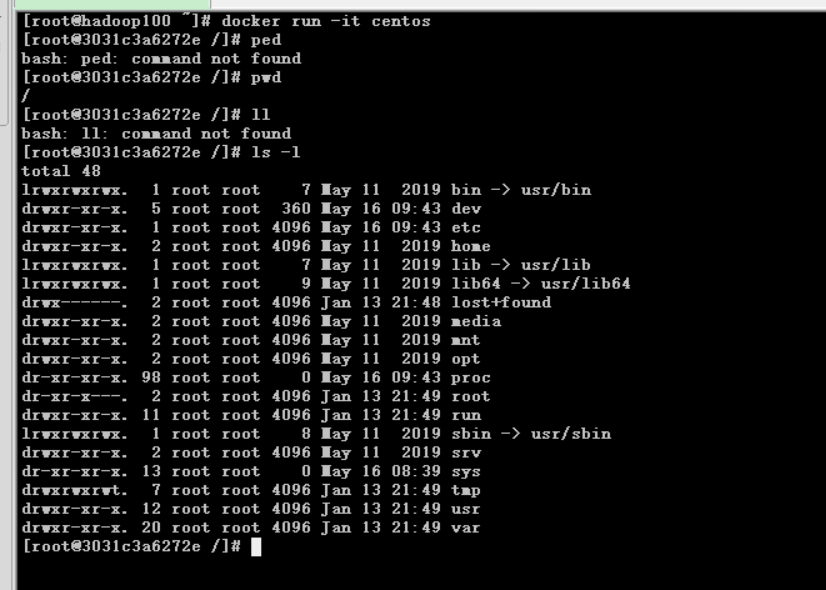 [root@hadoop100 ~]# docker run -it centos
[root@3031c3a6272e /]# ped
bash: ped: command not found
[root@3031c3a6272e /]# pwd
/
[root@3031c3a6272e /]# ll
bash: ll: command not found
[root@3031c3a6272e /]# ls -l
total 48
lrwxrwxrwx.  1 root root    7 May 11  2019 bin -> usr/bin
drwxr-xr-x.  5 root root  360 May 16 09:43 dev
drwxr-xr-x.  1 root root 4096 May 16 09:43 etc
drwxr-xr-x.  2 root root 4096 May 11  2019 home
lrwxrwxrwx.  1 root root    7 May 11  2019 lib -> usr/lib
lrwxrwxrwx.  1 root root    9 May 11  2019 lib64 -> usr/lib64
drwx------.  2 root root 4096 Jan 13 21:48 lost+found
drwxr-xr-x.  2 root root 4096 May 11  2019 media
drwxr-xr-x.  2 root root 4096 May 11  2019 mnt
drwxr-xr-x.  2 root root 4096 May 11  2019 opt
dr-xr-xr-x. 98 root root    0 May 16 09:43 proc
dr-xr-x---.  2 root root 4096 Jan 13 21:49 root
drwxr-xr-x. 11 root root 4096 Jan 13 21:49 run
lrwxrwxrwx.  1 root root    8 May 11  2019 sbin -> usr/sbin
drwxr-xr-x.  2 root root 4096 May 11  2019 srv
dr-xr-xr-x. 13 root root    0 May 16 08:39 sys
drwxrwxrwt.  7 root root 4096 Jan 13 21:49 tmp
drwxr-xr-x. 12 root root 4096 Jan 13 21:49 usr
drwxr-xr-x. 20 root root 4096 Jan 13 21:49 var
[root@3031c3a6272e /]#